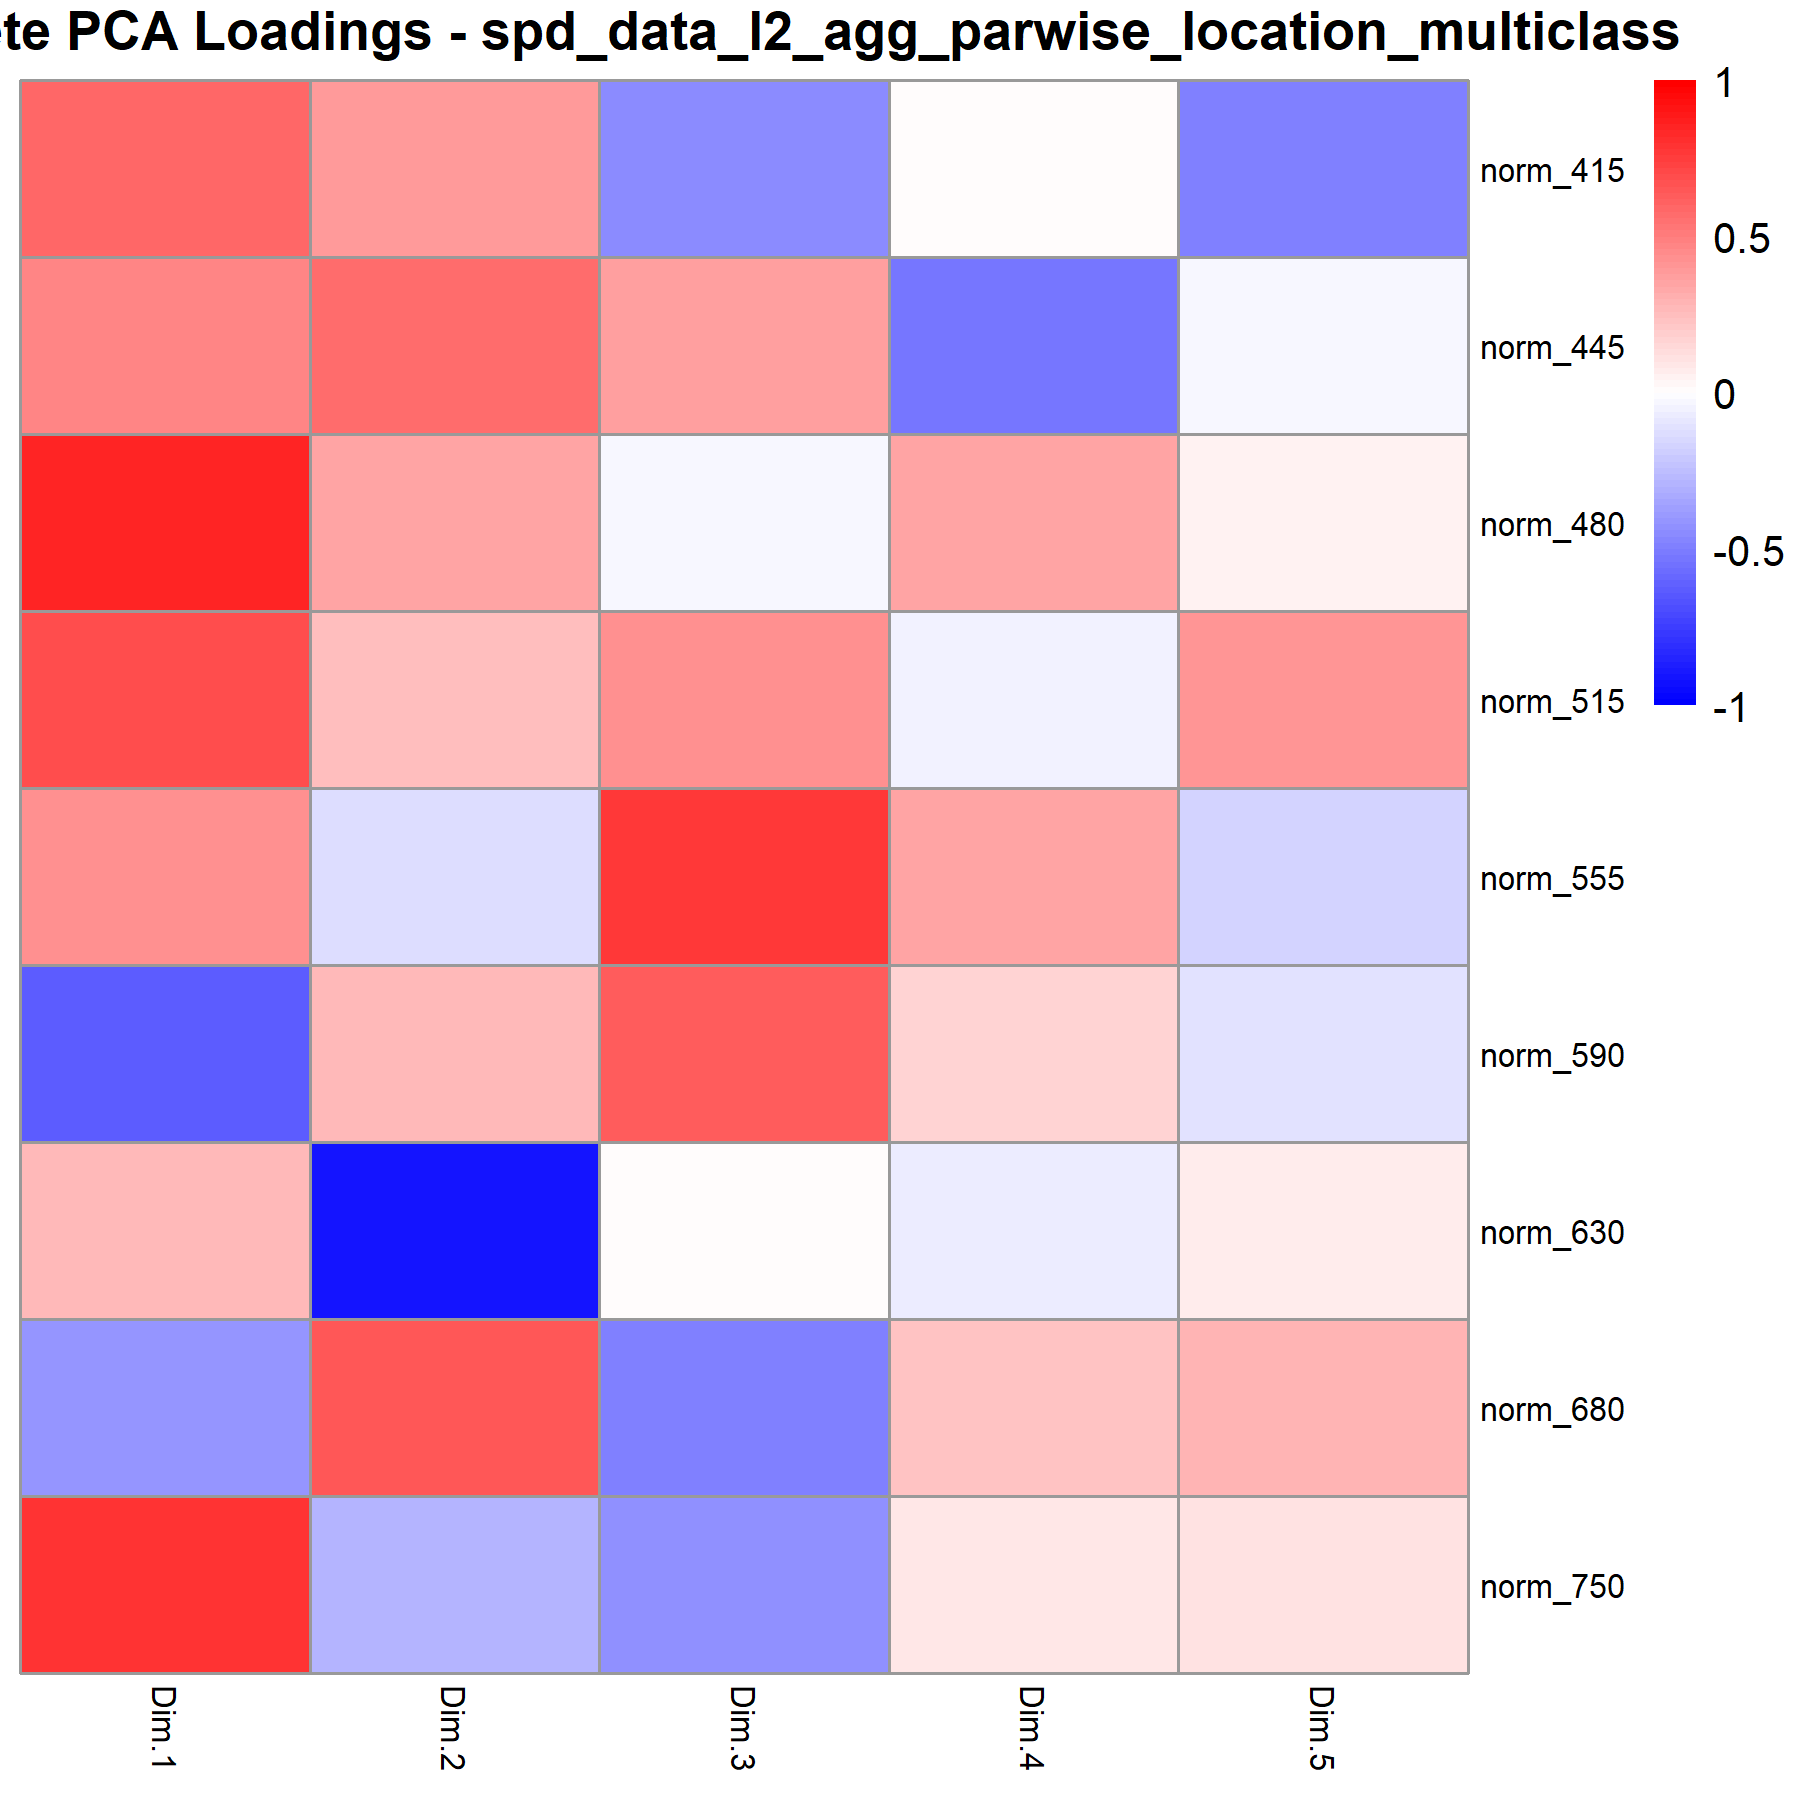 te PCA Loadings - spd_data_l2_agg_parwise_location_multiclass
1
0.5
0
-0.5
-1
norm_415
norm_445
norm_480
norm_515
norm_555
norm_590
norm_630
norm_680
norm_750
Dim.1
Dim.2
Dim.3
Dim.4
Dim.5